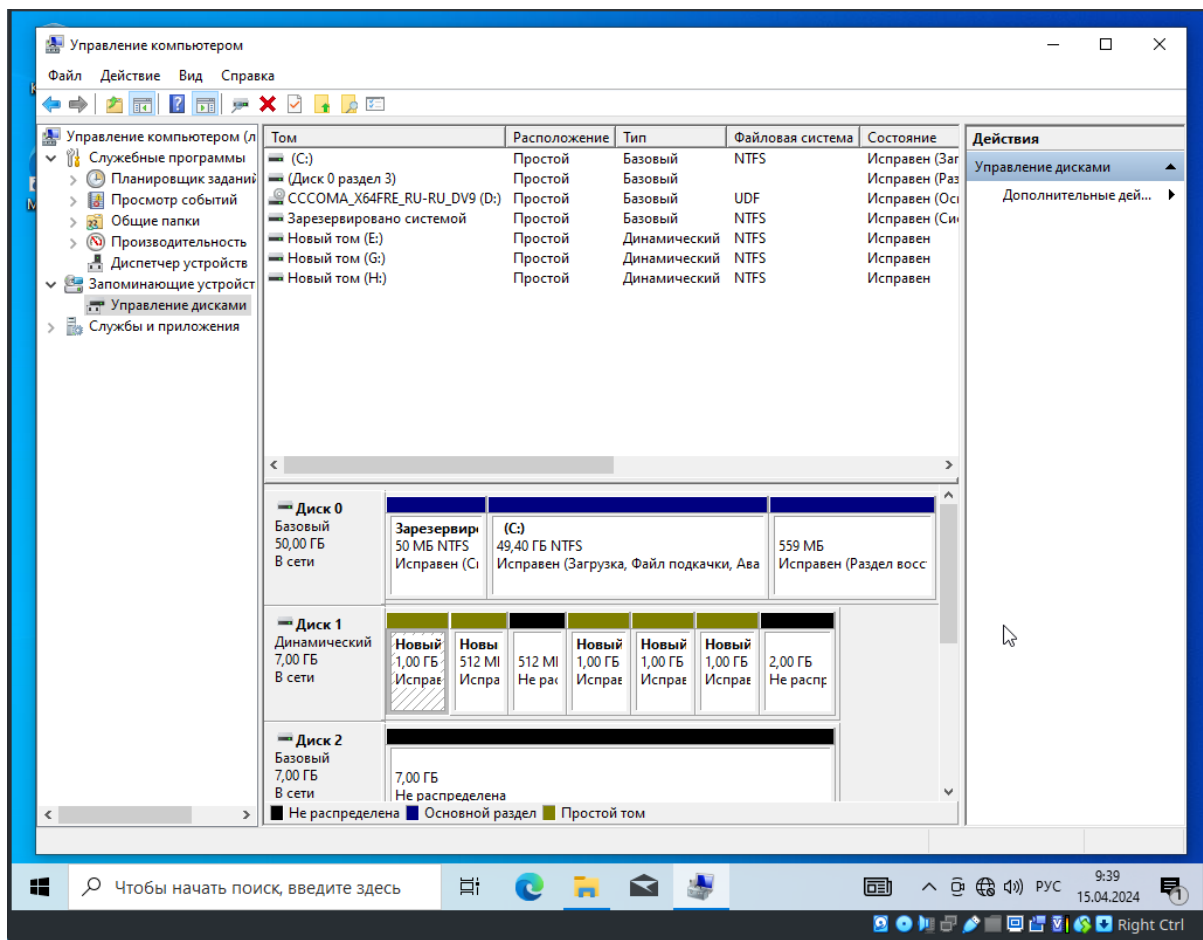 Управление компьютером
Файл Действие Вид Справка
Управление компьютером (л
Служебные программы
Планировщик заданий
Просмотр событий
Общие папки
Производительность
Диспетчер устройств
Запоминающие устройст
Управление дисками
Службы и приложения
Том Расположение Тип Файловая система Состояние
(C:) Простой Базовый NTFS Исправен (Заг
(Диск 0 раздел 3) Простой Базовый Исправен (Раз
CCCOMA_X64FRE_RU-RU_DV9 (D:) Простой Базовый UDF Исправен (Ос
Зарезервировано системой Простой Базовый NTFS Исправен (Си
Новый том (E:) Простой Динамический NTFS Исправен
Новый том (G:) Простой Динамический NTFS Исправен
Новый том (H:) Простой Динамический NTFS Исправен
Действия
Управление дисками
Дополнительные дей...
Диск 0
Базовый
50,00 ГБ
В сети
Зарезервир
50 МБ NTFS
Исправен (С
(C:)
49,40 ГБ NTFS
Исправен (Загрузка, Файл подкачки, Ава
559 МБ
Исправен (Раздел восс
Диск 1
Динамический
7,00 ГБ
В сети
Новый
1,00 ГБ
Исправ
Новы
512 М
Испра
512 М
Не рас
Новый
1,00 ГБ
Исправ
Новый
1,00 ГБ
Исправ
Новый
1,00 ГБ
Исправ
2,00 ГБ
Не распр
Диск 2
Базовый
7,00 ГБ
В сети
7,00 ГБ
Не распределена
Не распределена Основной раздел Простой том
Чтобы начать поиск, введите здесь
РУС
9:39
15.04.2024
1
Right Ctrl